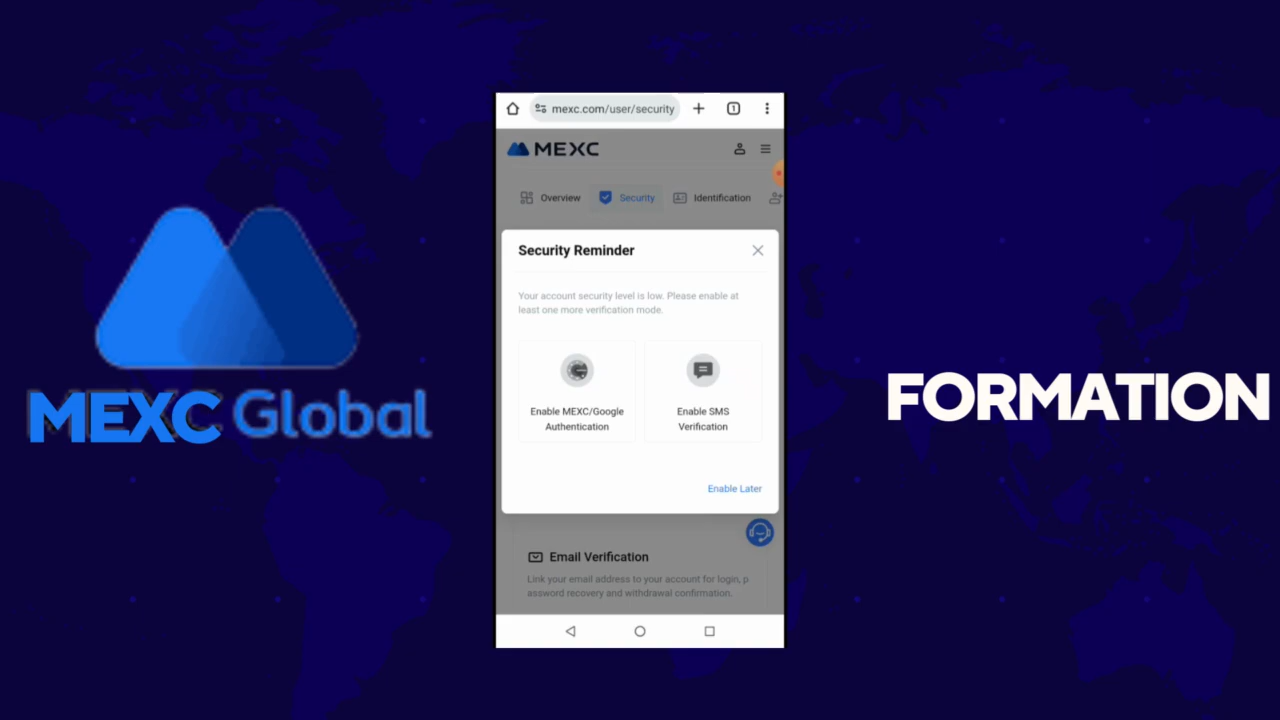 MEXC Global
MEXC
FORMATION
mexc.com/user/security
1
MEXC
Overview
Security
Identification
Security Reminder
Your account security level is low. Please enable at
least one more verification mode.
Enable MEXC/Google
Authentication
Enable SMS
Verification
Enable Later
Email Verification
Link your email address to your account for login, p
assword recovery and withdrawal confirmation.